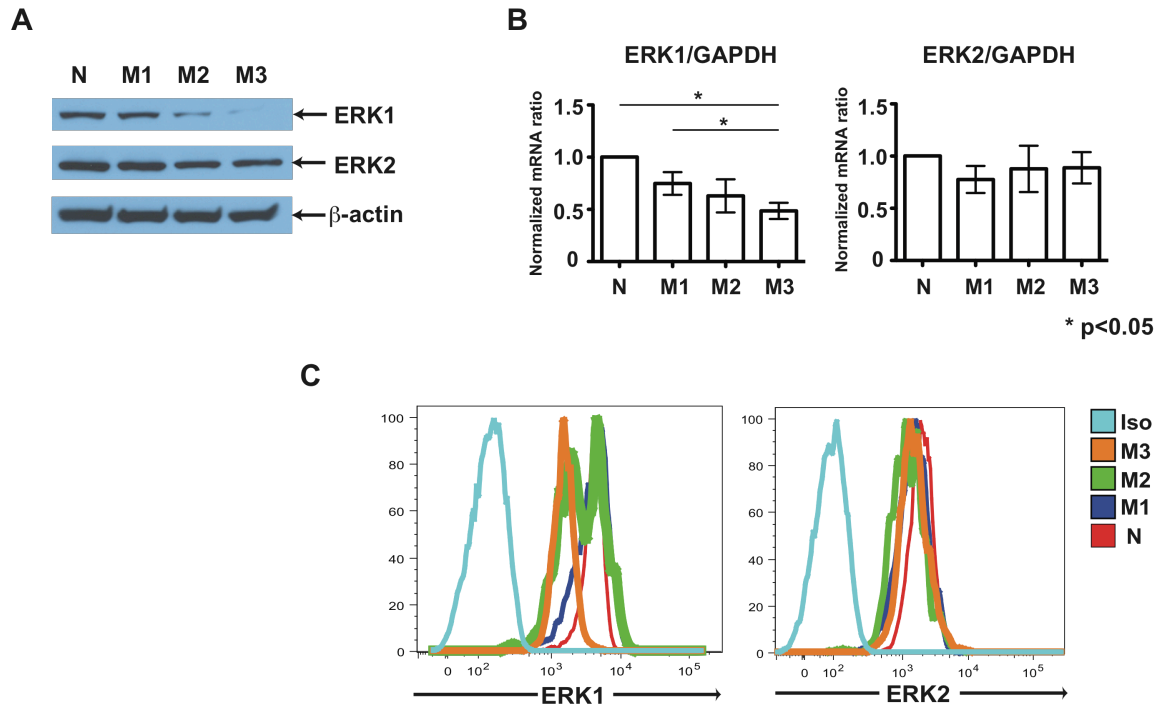 A
N M1 M2 M3
ERK1
ERK2
β-actin
B
ERK1/GAPDH
Normalized mRNA ratio
1.5
1.0
0.5
0
*
*
N M1 M2 M3
ERK2/GAPDH
Normalized mRNA ratio
1.5
1.0
0.5
0
N M1 M2 M3
* p<0.05
C
100
80
60
40
20
0
0 10² 10³ 10⁴ 10⁵
ERK1
100
80
60
40
20
0
0 10² 10³ 10⁴ 10⁵
ERK2
Iso
M3
M2
M1
N